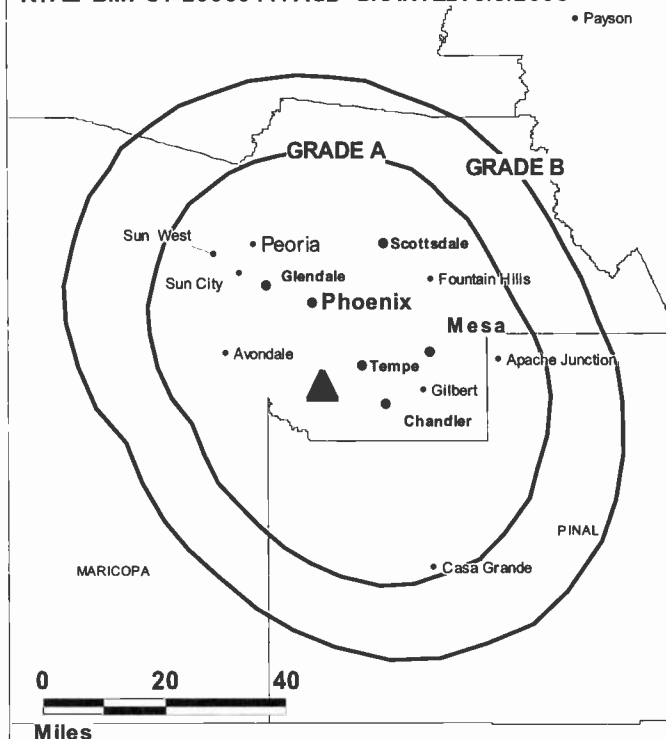 Payson
GRADE A
GRADE B
Sun West
Peoria
Scottsdale
Sun City
Glendale
Fountain Hills
Phoenix
Mesa
Avondale
Tempe
Apache Junction
Gilbert
Chandler
PINAL
MARICOPA
Casa Grande
0 20 40
Miles